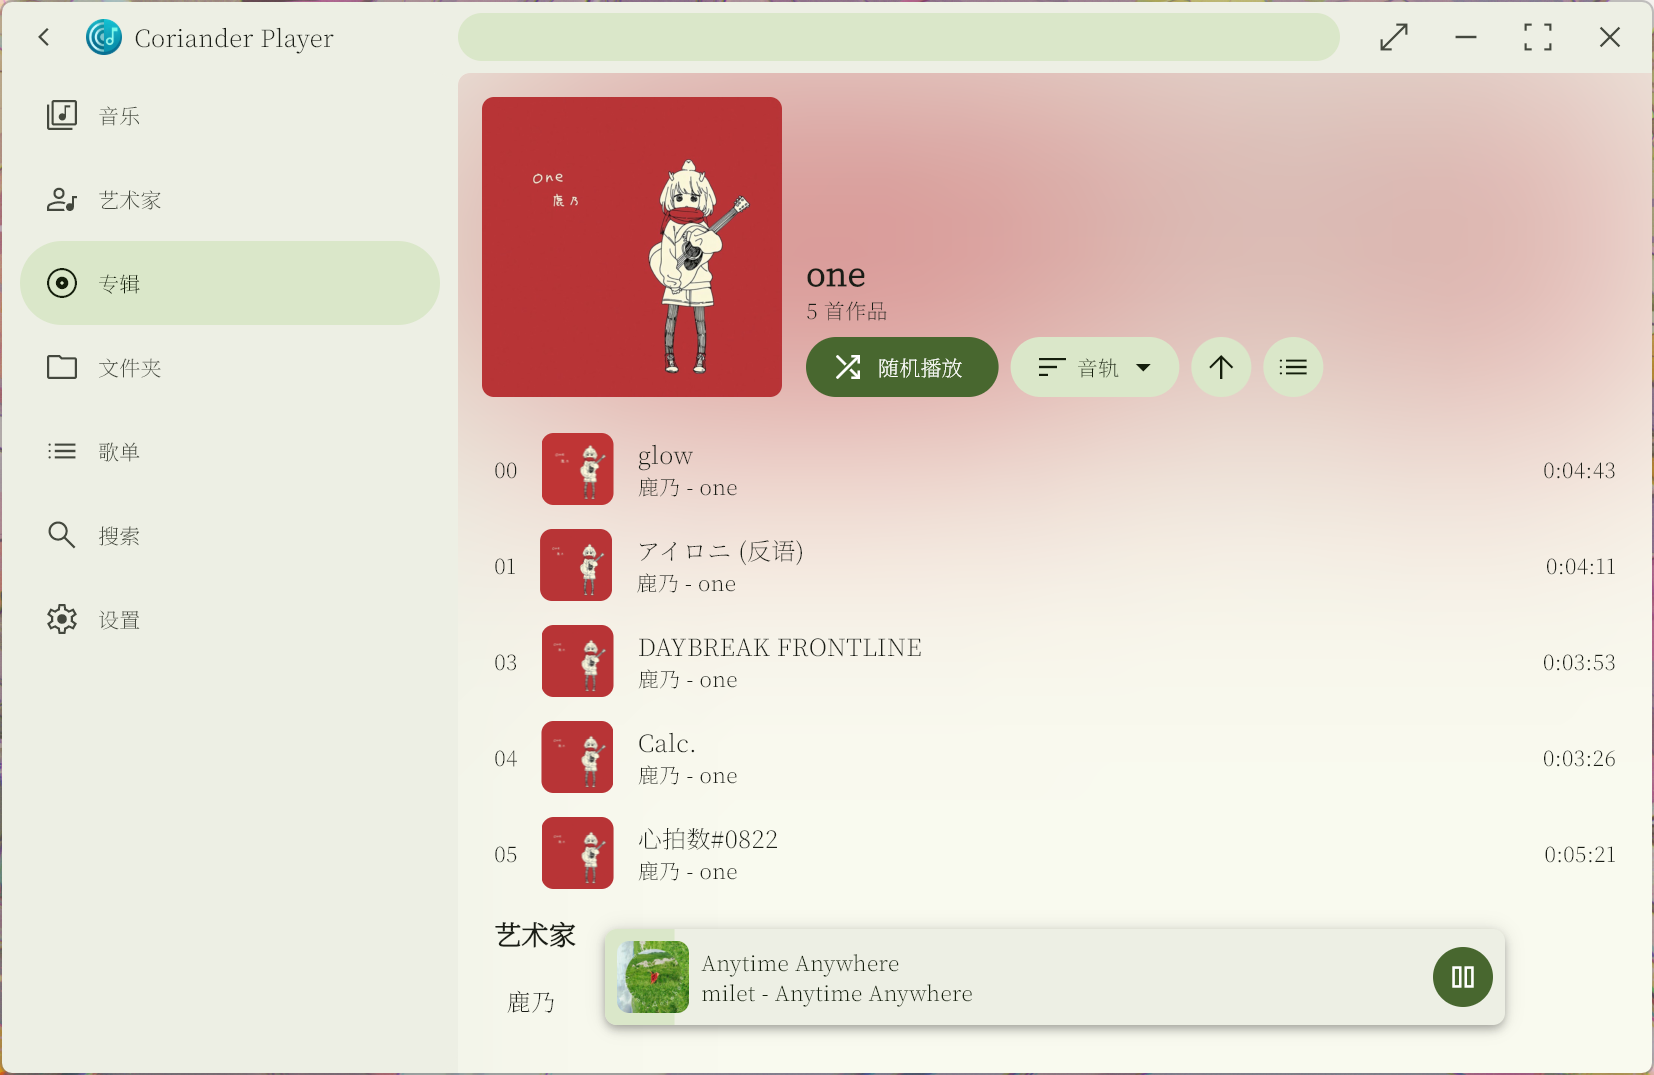 Coriander Player
音乐
艺术家
专辑
文件夹
歌单
搜索
设置
one
鹿乃
one
5 首作品
随机播放
音轨
00
glow
鹿乃 - one
0:04:43
01
アイロニ (反语)
鹿乃 - one
0:04:11
03
DAYBREAK FRONTLINE
鹿乃 - one
0:03:53
04
Calc.
鹿乃 - one
0:03:26
05
心拍数#0822
鹿乃 - one
0:05:21
艺术家
鹿乃
Anytime Anywhere
milet - Anytime Anywhere